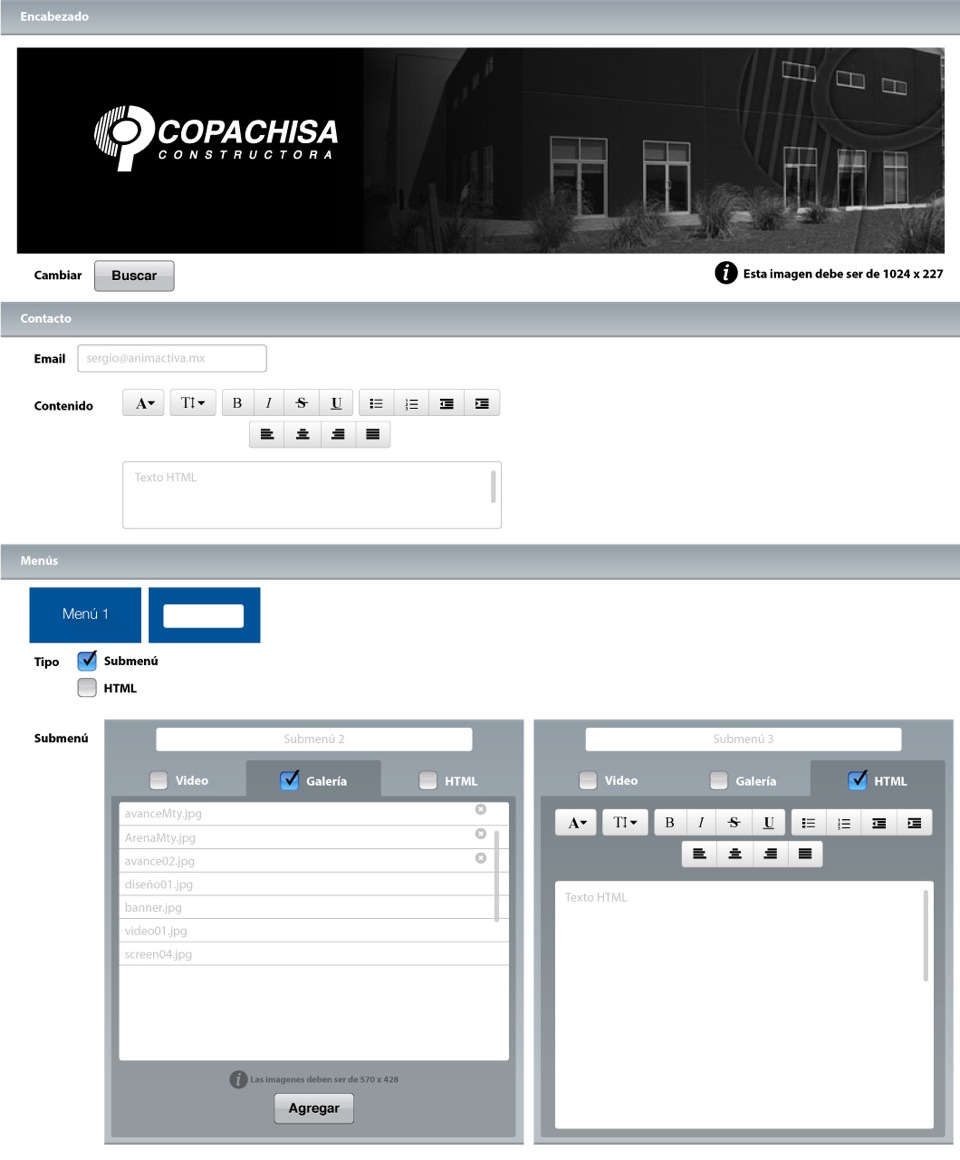 Encabezado
COPACHISA
CONSTRUCTORA
Cambiar Buscar i Esta imagen debe ser de 1024 x 227
Contacto
Email sergio@animactiva.mx
Contenido A T B I S U
Texto HTML
Menús
Menú 1
Tipo Submenú
HTML
Submenú
Submenú 2
Video Galería HTML
avanceMty.jpg
ArenaMty.jpg
avance02.jpg
diseño01.jpg
banner.jpg
video01.jpg
screen04.jpg
i Las imagenes deben ser de 570 x 428
Agregar
Submenú 3
Video Galería HTML
A T B I S U
Texto HTML